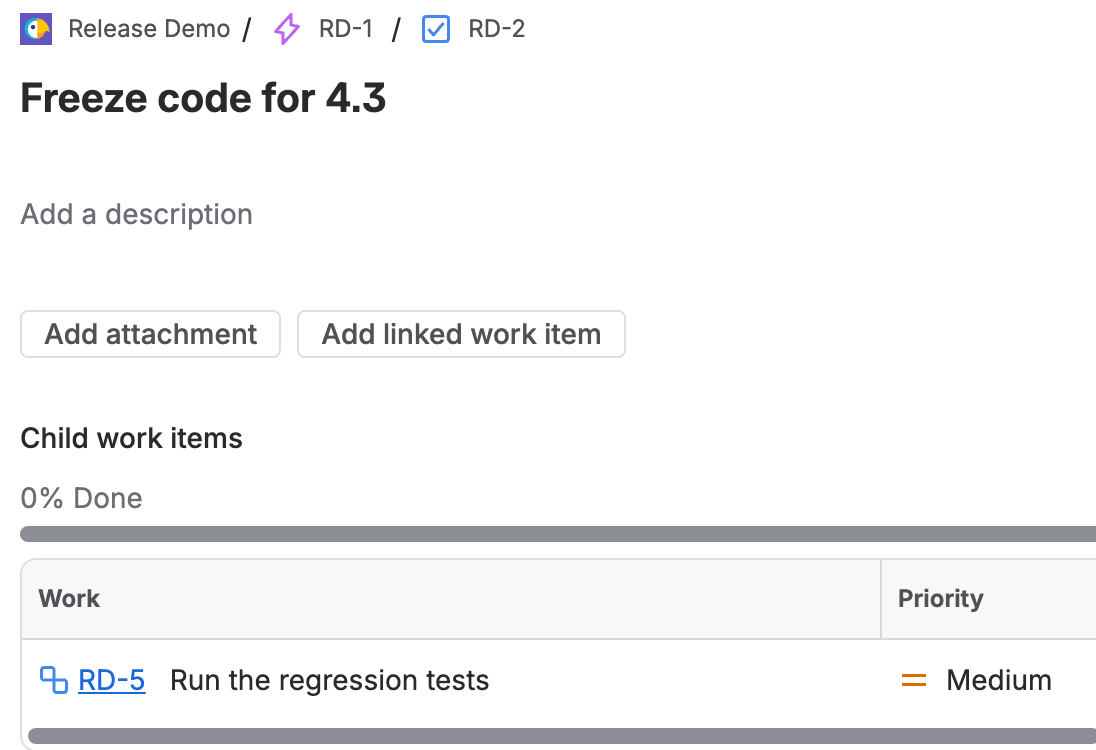 Release Demo / RD-1 / RD-2
Freeze code for 4.3
Add a description
Add attachment Add linked work item
Child work items
0% Done
Work Priority
RD-5 Run the regression tests Medium